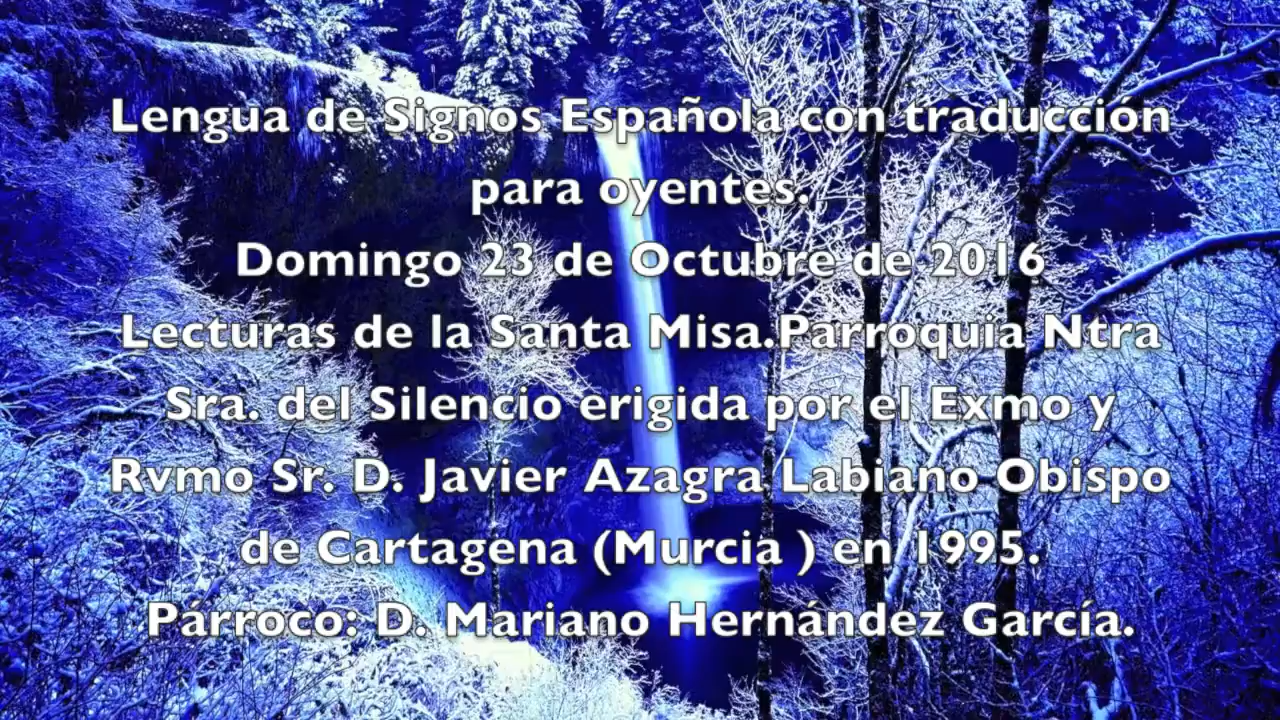 Lengua de Signos Española con traducción
para oyentes.
Domingo 23 de Octubre de 2016
Lecturas de la Santa Misa.Parroquia Ntra
Sra. del Silencio erigida por el Exmo y
Rvmo Sr. D. Javier Azagra Labiano Obispo
de Cartagena (Murcia ) en 1995.
Párroco: D. Mariano Hernández García.